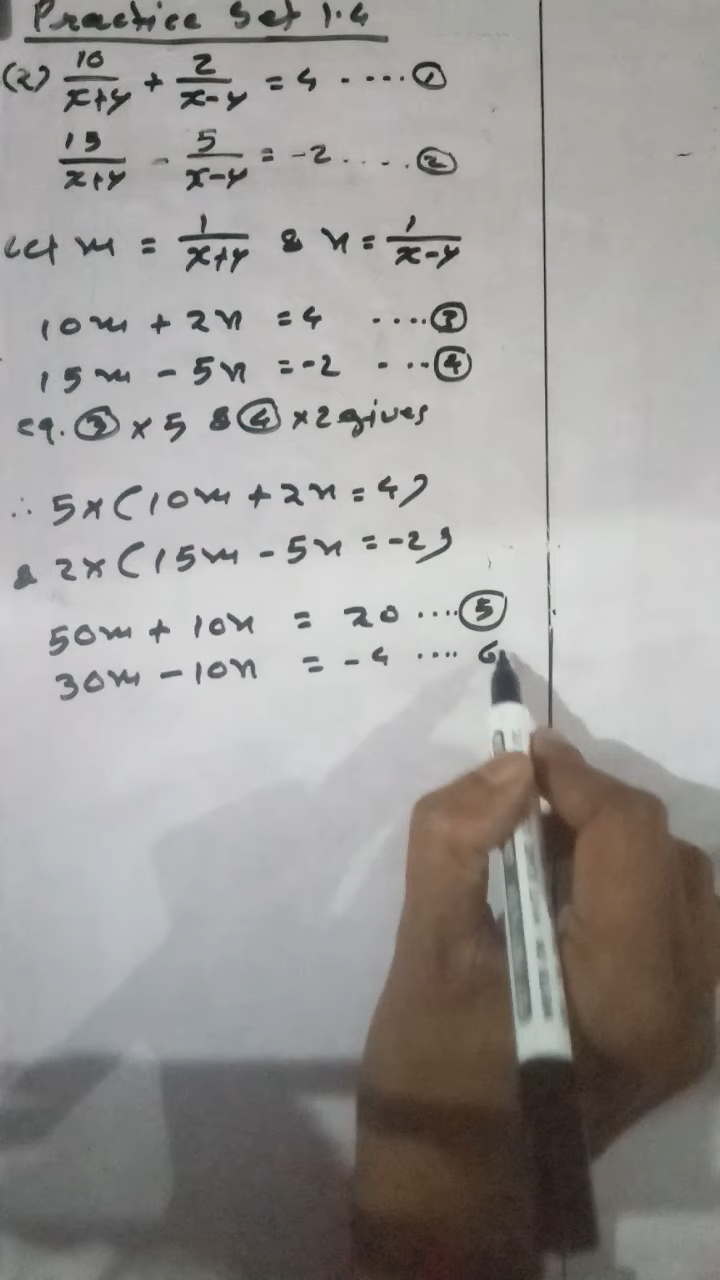 Practice Set 1.4
(2) 10/x+y + 2/x-y = 4 ..... ①
15/x+y - 5/x-y = -2 ..... ②
Let m = 1/x+y & n = 1/x-y
10m + 2n = 4 ....③
15m - 5n = -2 ...④
eq. ③ x 5 & ④ x 2 gives
∴ 5x(10m + 2n = 4)
& 2x(15m - 5n = -2)
50m + 10n = 20 ....⑤
30m - 10n = -4 .... 6